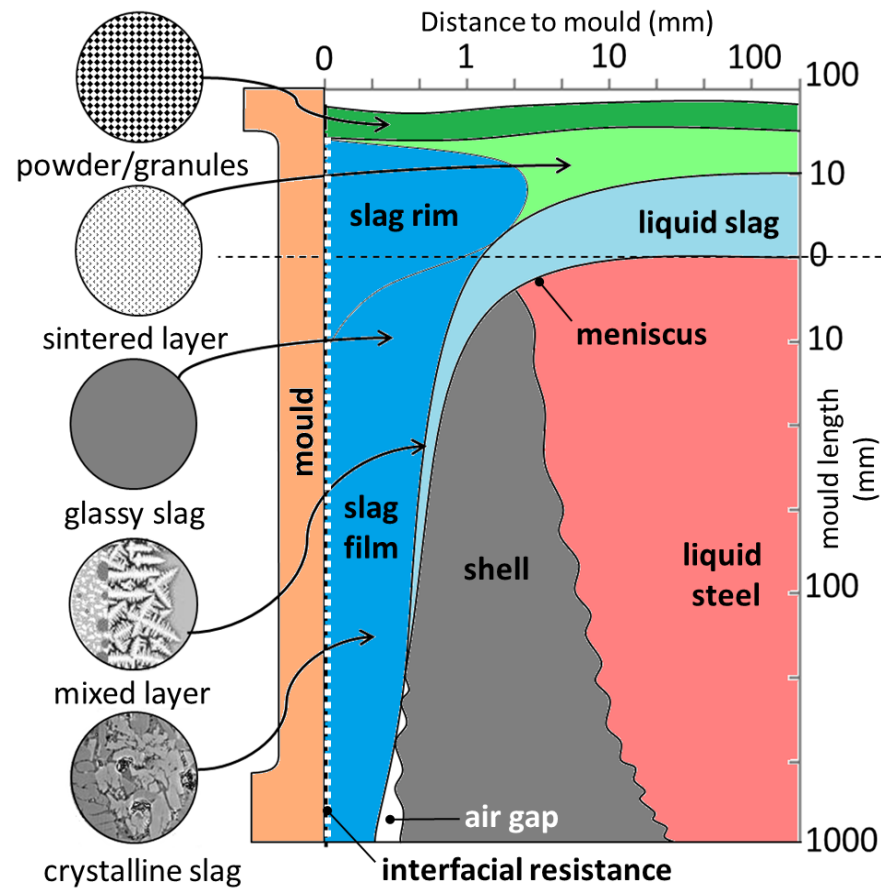 Distance to mould (mm)
0 1 10 100
100
powder/granules
10
slag rim
liquid slag
0
sintered layer
meniscus
10
mould
glassy slag
slag
film
shell
liquid
steel
mould length
(mm)
100
mixed layer
air gap
1000
crystalline slag
interfacial resistance